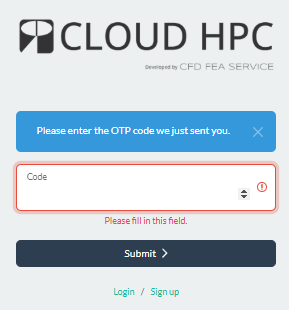 CLOUD HPC
Developed by CFD FEA SERVICE
Please enter the OTP code we just sent you.
Code
Please fill in this field.
Submit
Login / Sign up